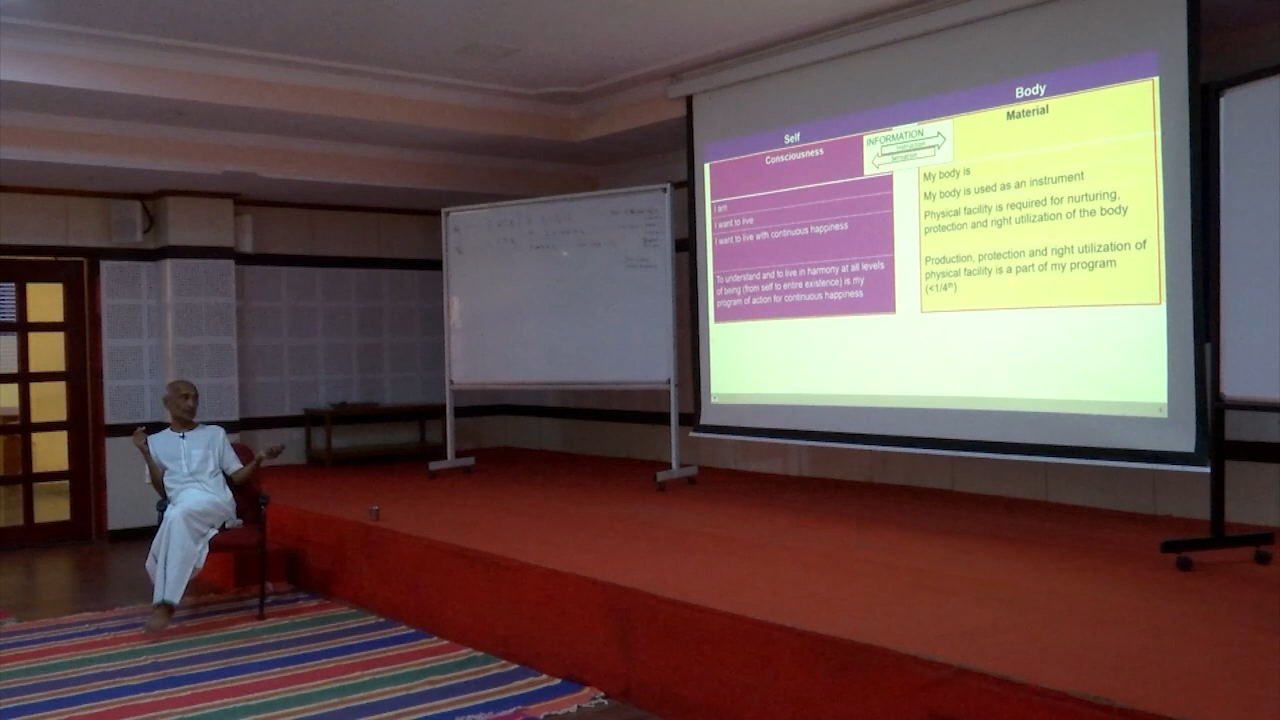 Self
Body
Consciousness
INFORMATION
Instruction
Sensation
Material
I am
I want to live
I want to live with continuous happiness
To understand and to live in harmony at all levels
of being (from self to entire existence) is my
program of action for continuous happiness
My body is
My body is used as an instrument
Physical facility is required for nurturing,
protection and right utilization of the body
Production, protection and right utilization of
physical facility is a part of my program
(<1/4th)